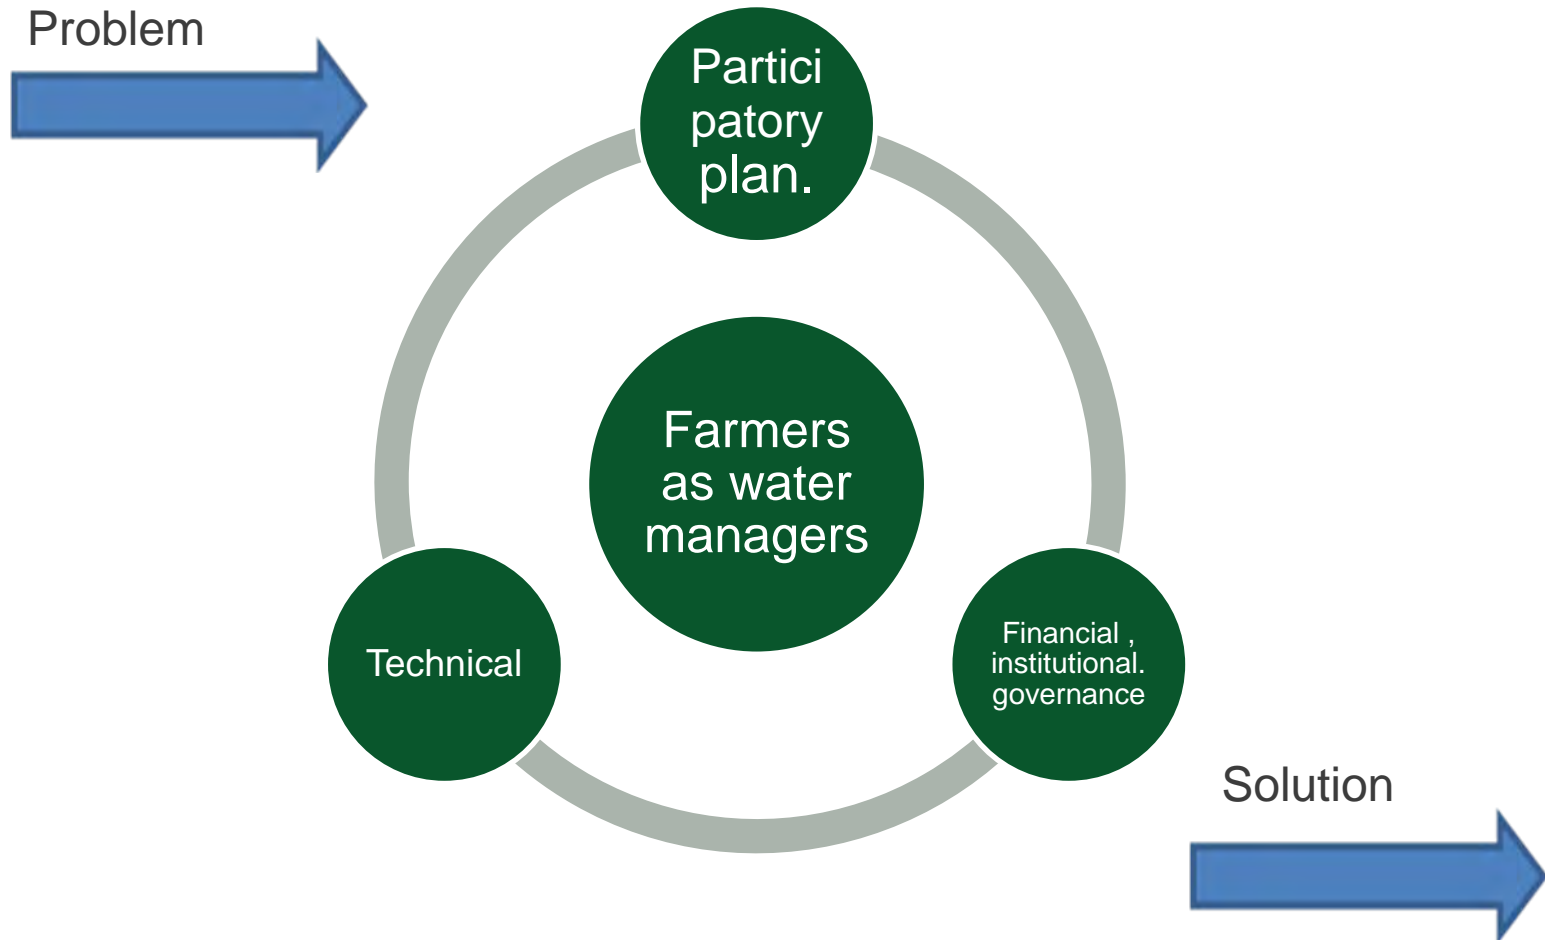 Problem
Partici
patory
plan.
Farmers
as water
managers
Technical
Financial ,
institutional.
governance
Solution